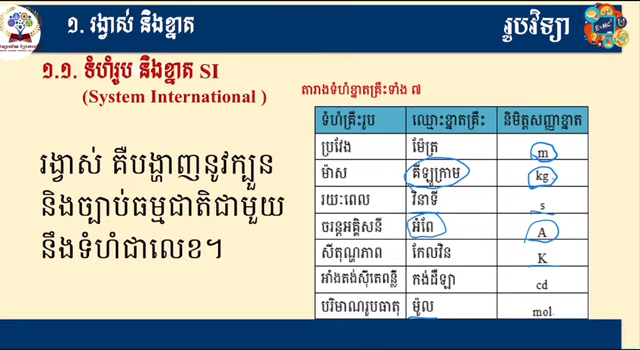 ១. រង្វាស់ និងខ្នាត
រូបវិទ្យា
១.១. ទំហំរូប និងខ្នាត SI
(System International )
តារាងទំហំខ្នាតគ្រឹះទាំង ៧
រង្វាស់ គឺបង្ហាញនូវក្បួន
និងច្បាប់ធម្មជាតិជាមួយ
នឹងទំហំជាលេខ។
ទំហំគ្រឹះរូប ឈ្មោះខ្នាតគ្រឹះ និមិត្តសញ្ញាខ្នាត
ប្រវែង ម៉ែត្រ m
ម៉ាស គីឡូក្រាម kg
រយៈពេល វិនាទី s
ចរន្តអគ្គិសនី អំពែ A
សីតុណ្ហភាព កែលវិន K
អាំងតង់ស៊ីតេពន្លឺ កង់ដឺឡា cd
បរិមាណរូបធាតុ ម៉ូល mol